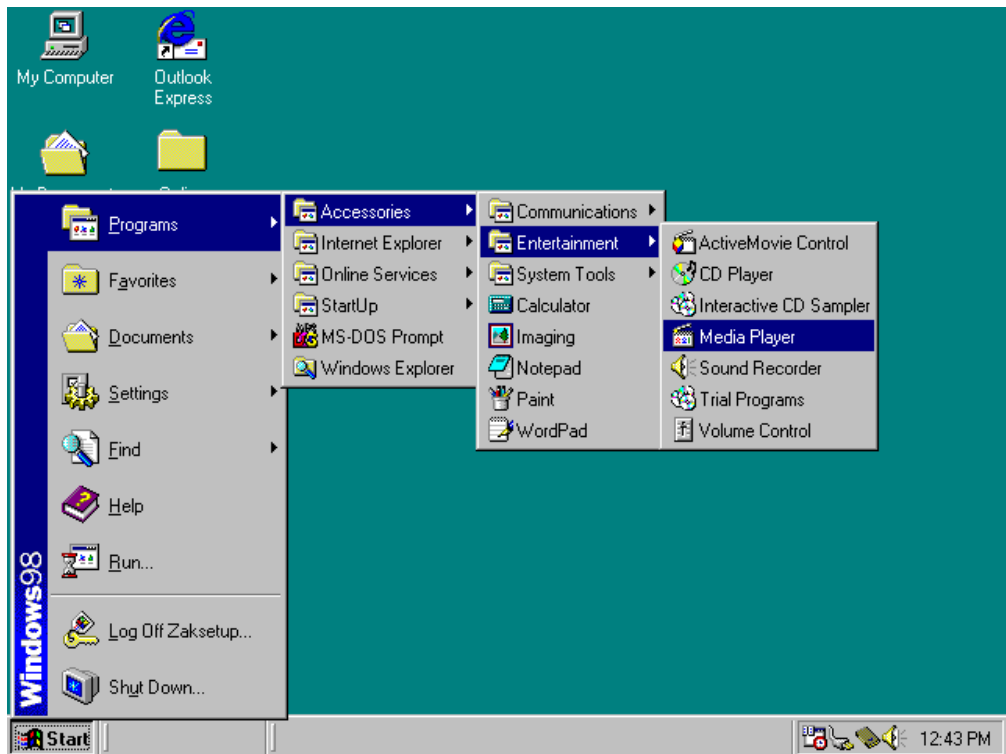 My Computer
Outlook
Express
Programs
Favorites
Documents
Settings
Find
Help
Run...
Log Off Zaksetup...
Shut Down...
Windows98
Accessories
Internet Explorer
Online Services
StartUp
MS-DOS Prompt
Windows Explorer
Communications
Entertainment
System Tools
Calculator
Imaging
Notepad
Paint
WordPad
ActiveMovie Control
CD Player
Interactive CD Sampler
Media Player
Sound Recorder
Trial Programs
Volume Control
Start
12:43 PM